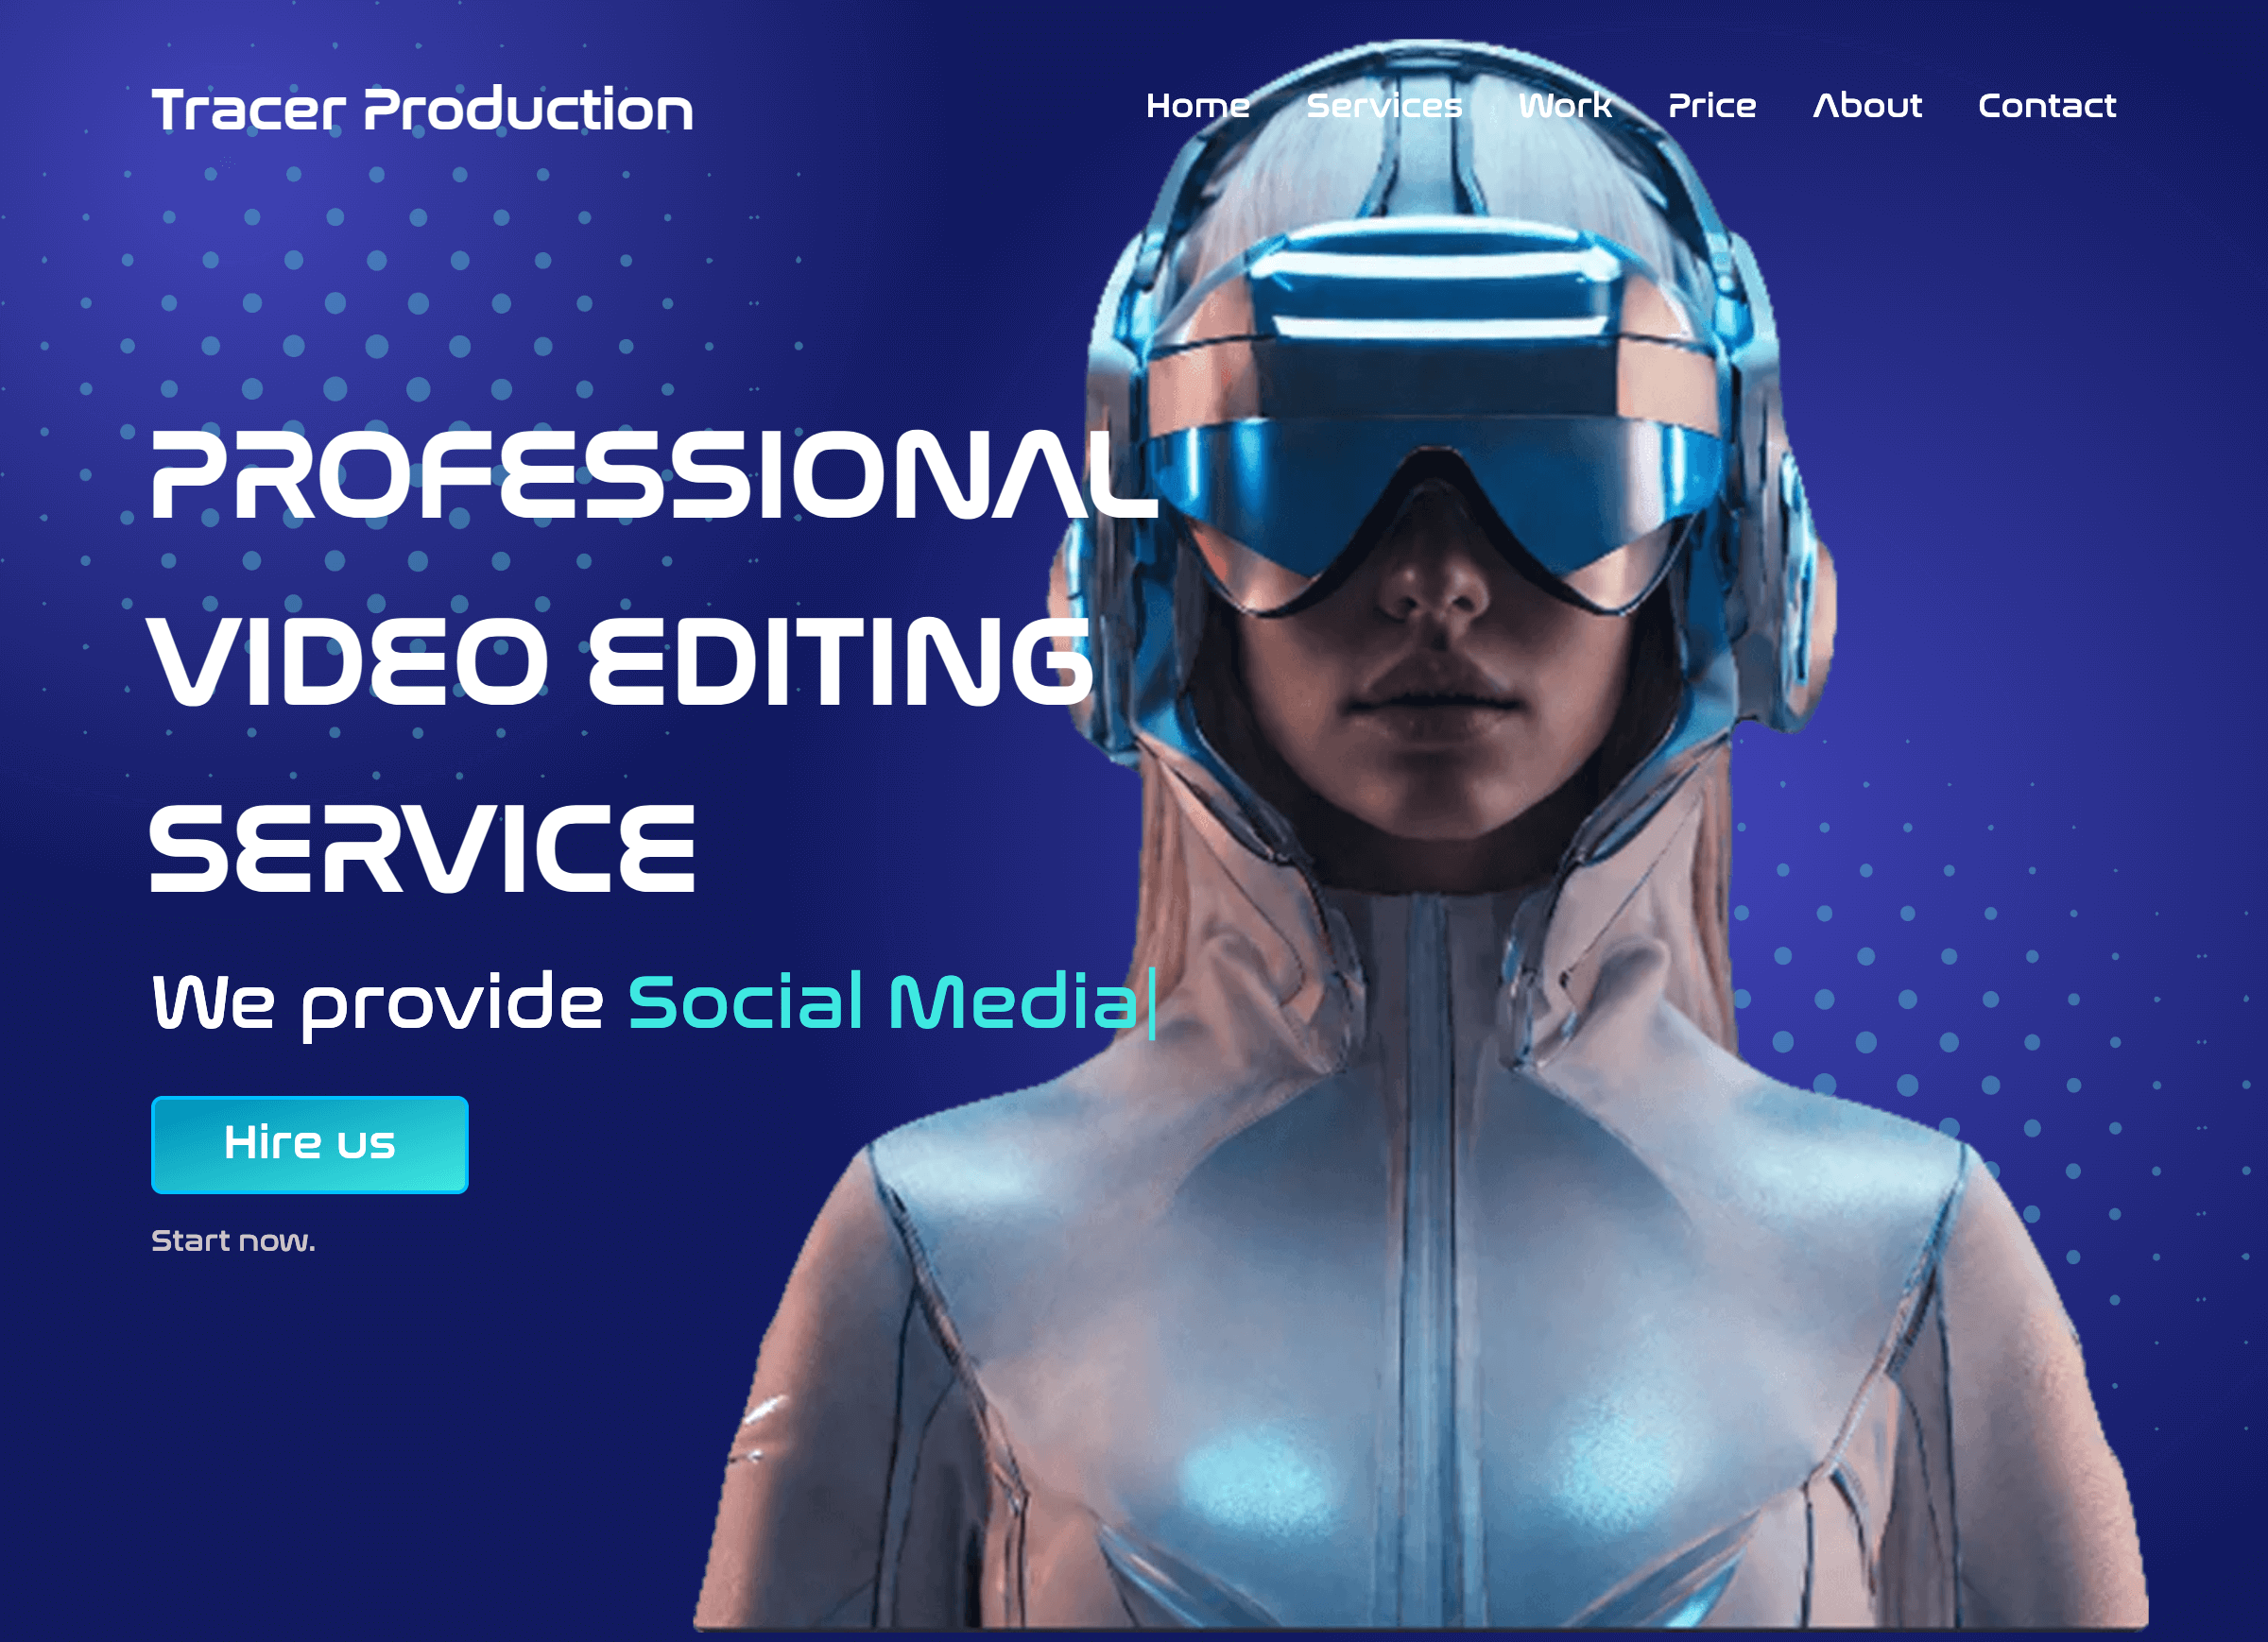 Tracer Production
Home Services Work Price About Contact
PROFESSIONAL
VIDEO EDITING
SERVICE
We provide Social Media|
Hire us
Start now.